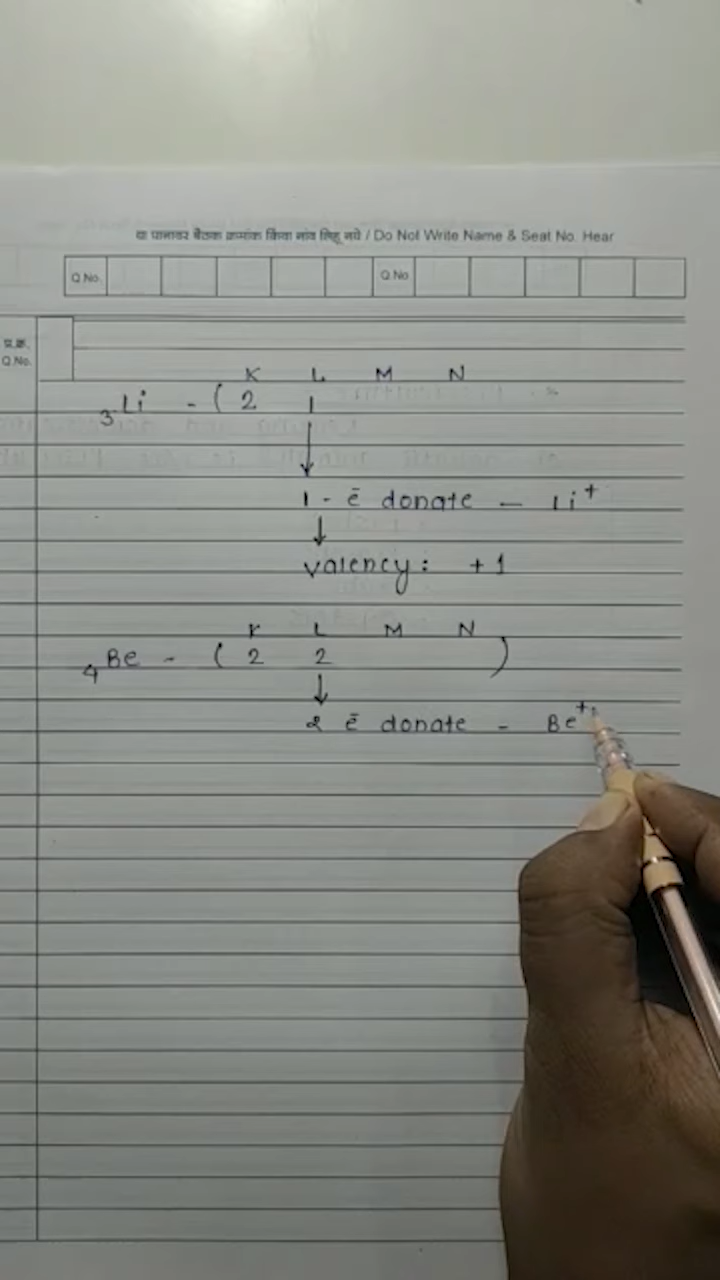 या पानावर बैठक क्रमांक किंवा नांव लिहू नये / Do Not Write Name & Seat No. Hear
Q.No. Q.No
प्र.क्र.
Q.No.
K L M N
3Li - ( 2 1
1 - ē donate - Li+
valency: +1
K L M N
4Be - ( 2 2 )
2 ē donate - Be+